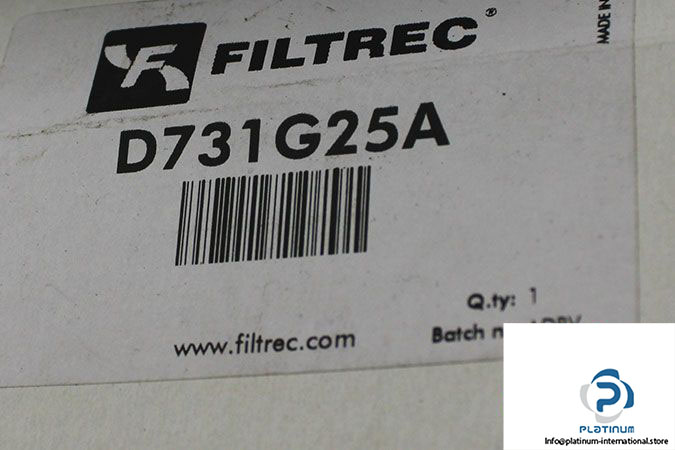 FILTREC®
MADE IN
D731G25A
Q.ty: 1
www.filtrec.com
Batch
PLATINUM
Info@platinum-international.store